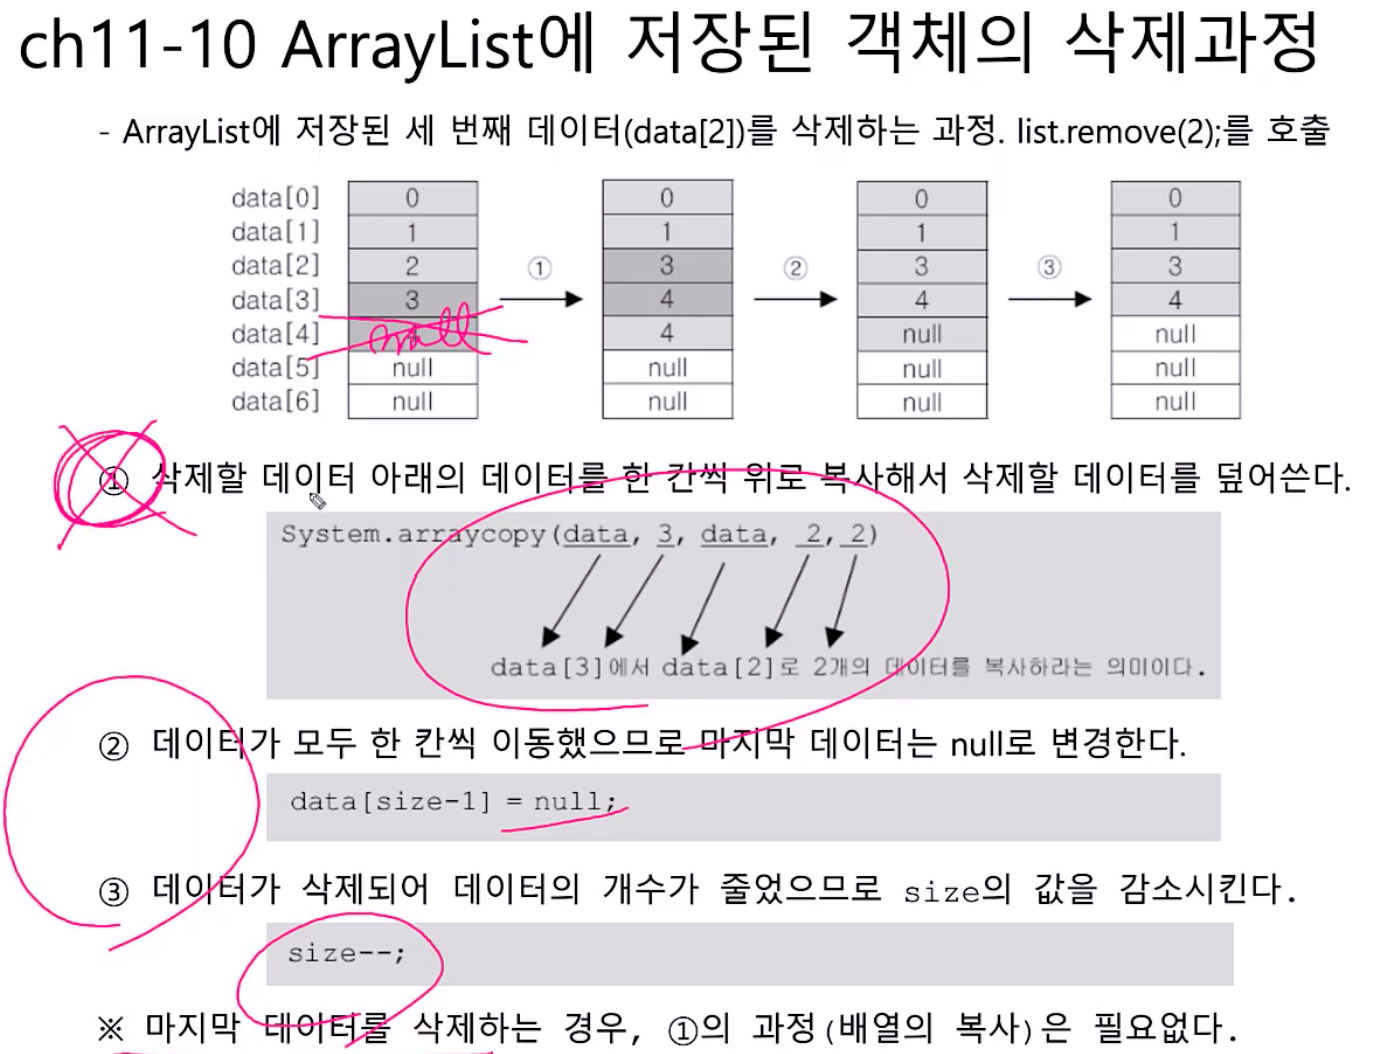 ch11-10 ArrayList에 저장된 객체의 삭제과정
- ArrayList에 저장된 세 번째 데이터(data[2])를 삭제하는 과정. list.remove(2);를 호출
data[0] 0 0 0 0
data[1] 1 1 1 1
data[2] 2 ① 3 ② 3 ③ 3
data[3] 3 4 4 4
data[4] null 4 null null
data[5] null null null null
data[6] null null null null
① 삭제할 데이터 아래의 데이터를 한 칸씩 위로 복사해서 삭제할 데이터를 덮어쓴다.
System.arraycopy(data, 3, data, 2, 2)
data[3]에서 data[2]로 2개의 데이터를 복사하라는 의미이다.
② 데이터가 모두 한 칸씩 이동했으므로 마지막 데이터는 null로 변경한다.
data[size-1] = null;
③ 데이터가 삭제되어 데이터의 개수가 줄었으므로 size의 값을 감소시킨다.
size--;
※ 마지막 데이터를 삭제하는 경우, ①의 과정(배열의 복사)은 필요없다.